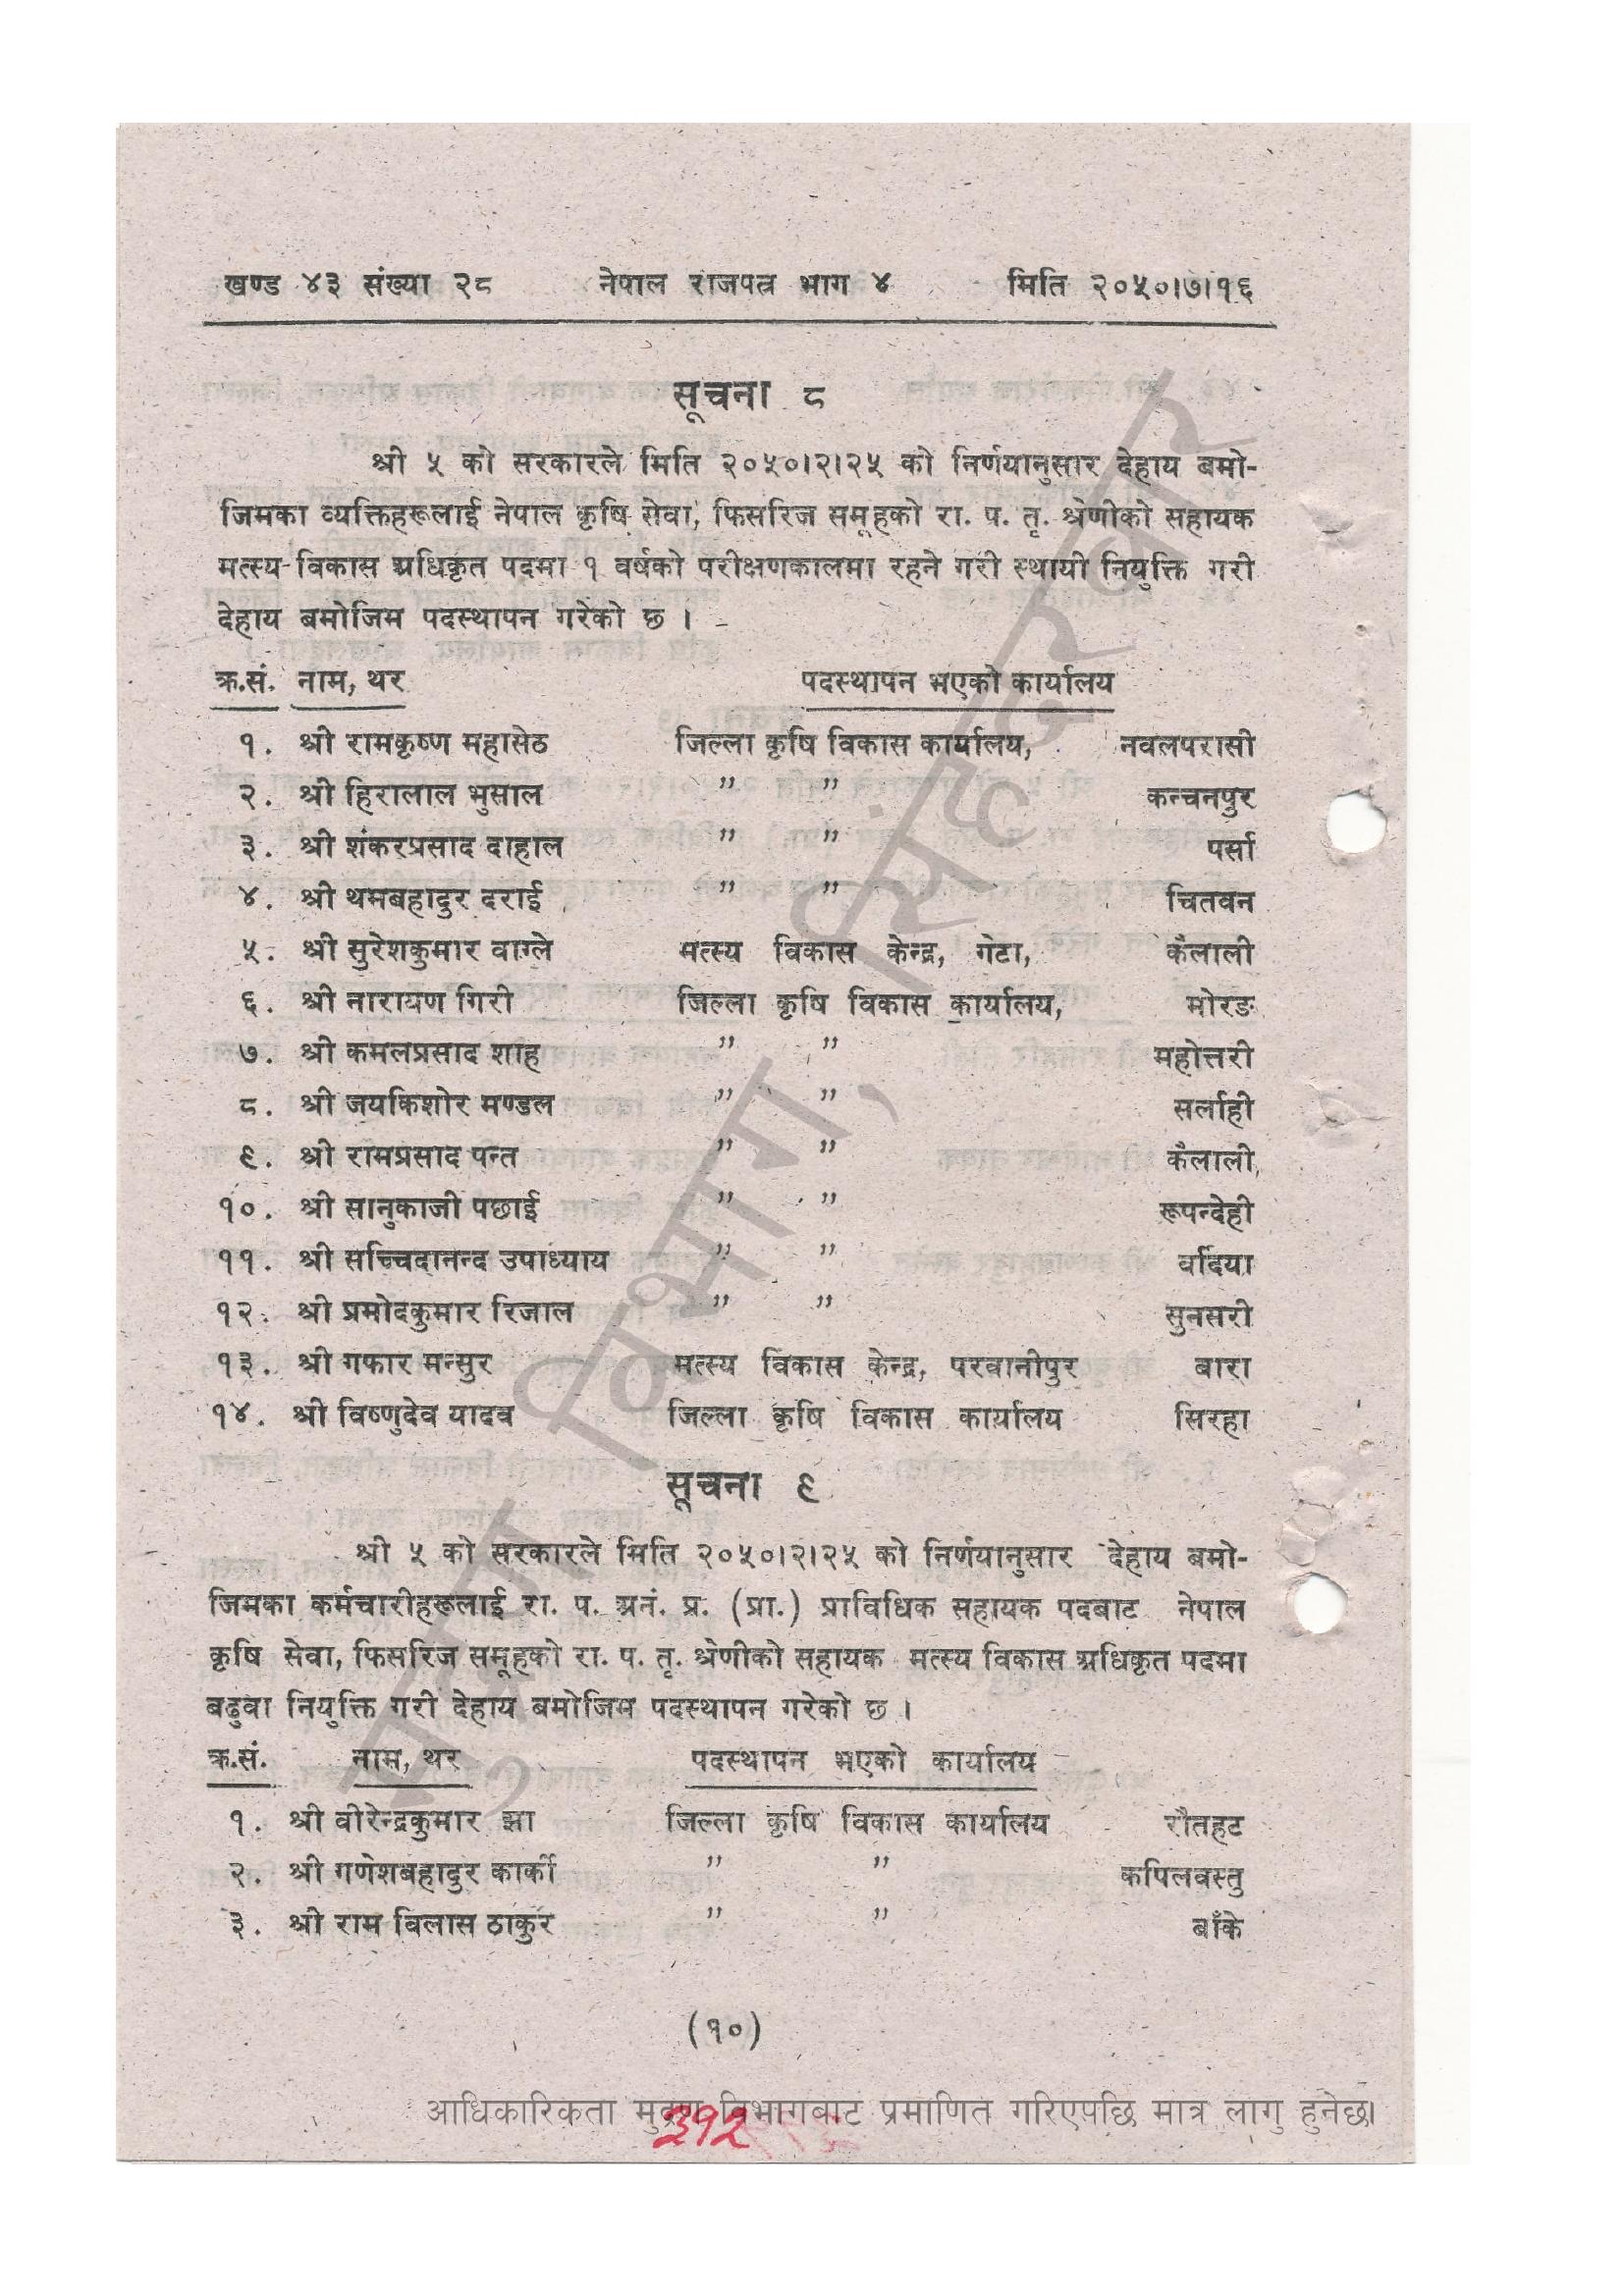 खण्ड ४३ संख्या २८ नेपाल राजपत्र भाग ४ मिति २०५०।७।१६
सूचना ८
श्री ५ को सरकारले मिति २०५०।२।२५ को निर्णयानुसार देहाय बमो-
जिमका व्यक्तिहरूलाई नेपाल कृषि सेवा, फिसरिज समूहको रा. प. तृ. श्रेणीको सहायक
मत्स्य विकास अधिकृत पदमा १ वर्षको परीक्षणकालमा रहने गरी स्थायी नियुक्ति गरी
देहाय बमोजिम पदस्थापन गरेको छ ।
क्र.सं. नाम, थर पदस्थापन भएको कार्यालय
१. श्री रामकृष्ण महासेठ जिल्ला कृषि विकास कार्यालय, नवलपरासी
२. श्री हिरालाल भुसाल " " कन्चनपुर
३. श्री शंकरप्रसाद दाहाल " " पर्सा
४. श्री थमबहादुर दराई " " चितवन
५. श्री सुरेशकुमार वाग्ले मत्स्य विकास केन्द्र, गेटा, कैलाली
६. श्री नारायण गिरी जिल्ला कृषि विकास कार्यालय, मोरङ
७. श्री कमलप्रसाद शाह " " महोत्तरी
८. श्री जयकिशोर मण्डल " " सर्लाही
९. श्री रामप्रसाद पन्त " " कैलाली
१०. श्री सानुकाजी पछाई " " रूपन्देही
११. श्री सच्चिदानन्द उपाध्याय " " वर्दिया
१२. श्री प्रमोदकुमार रिजाल " " सुनसरी
१३. श्री गफार मन्सुर मत्स्य विकास केन्द्र, परवानीपुर बारा
१४. श्री विष्णुदेव यादव जिल्ला कृषि विकास कार्यालय सिरहा
सूचना ९
श्री ५ को सरकारले मिति २०५०।२।२५ को निर्णयानुसार देहाय बमो-
जिमका कर्मचारीहरूलाई रा. प. अनं. प्र. (प्रा.) प्राविधिक सहायक पदबाट नेपाल
कृषि सेवा, फिसरिज समूहको रा. प. तृ. श्रेणीको सहायक मत्स्य विकास अधिकृत पदमा
बढुवा नियुक्ति गरी देहाय बमोजिम पदस्थापन गरेको छ ।
क्र.सं. नाम, थर पदस्थापन भएको कार्यालय
१. श्री वीरेन्द्रकुमार झा जिल्ला कृषि विकास कार्यालय रौतहट
२. श्री गणेशबहादुर कार्की " " कपिलवस्तु
३. श्री राम विलास ठाकुर " " बाँके
(१०)
आधिकारिकता मुद्रण विभागबाट प्रमाणित गरिएपछि मात्र लागु हुनेछ।
३१२
मुद्रण विभाग, सिंहदरबार